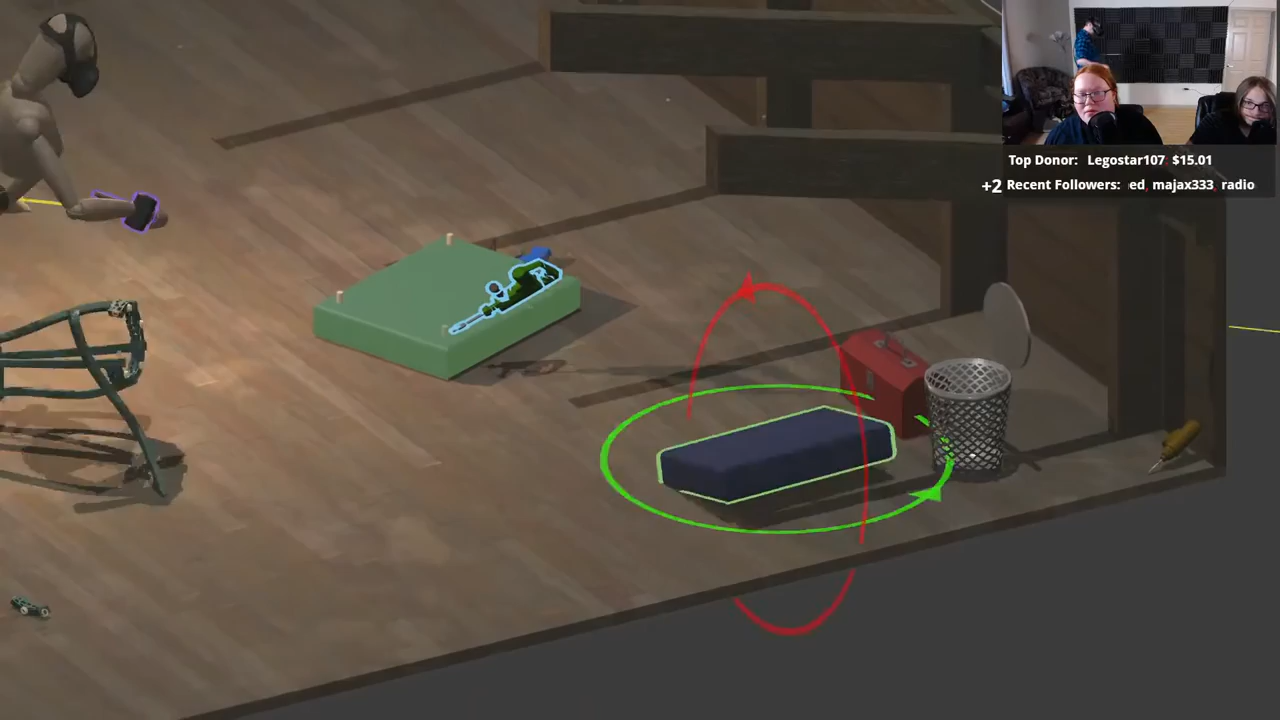 Top Donor: Legostar107 $15.01
+2 Recent Followers: ed, majax333, radio